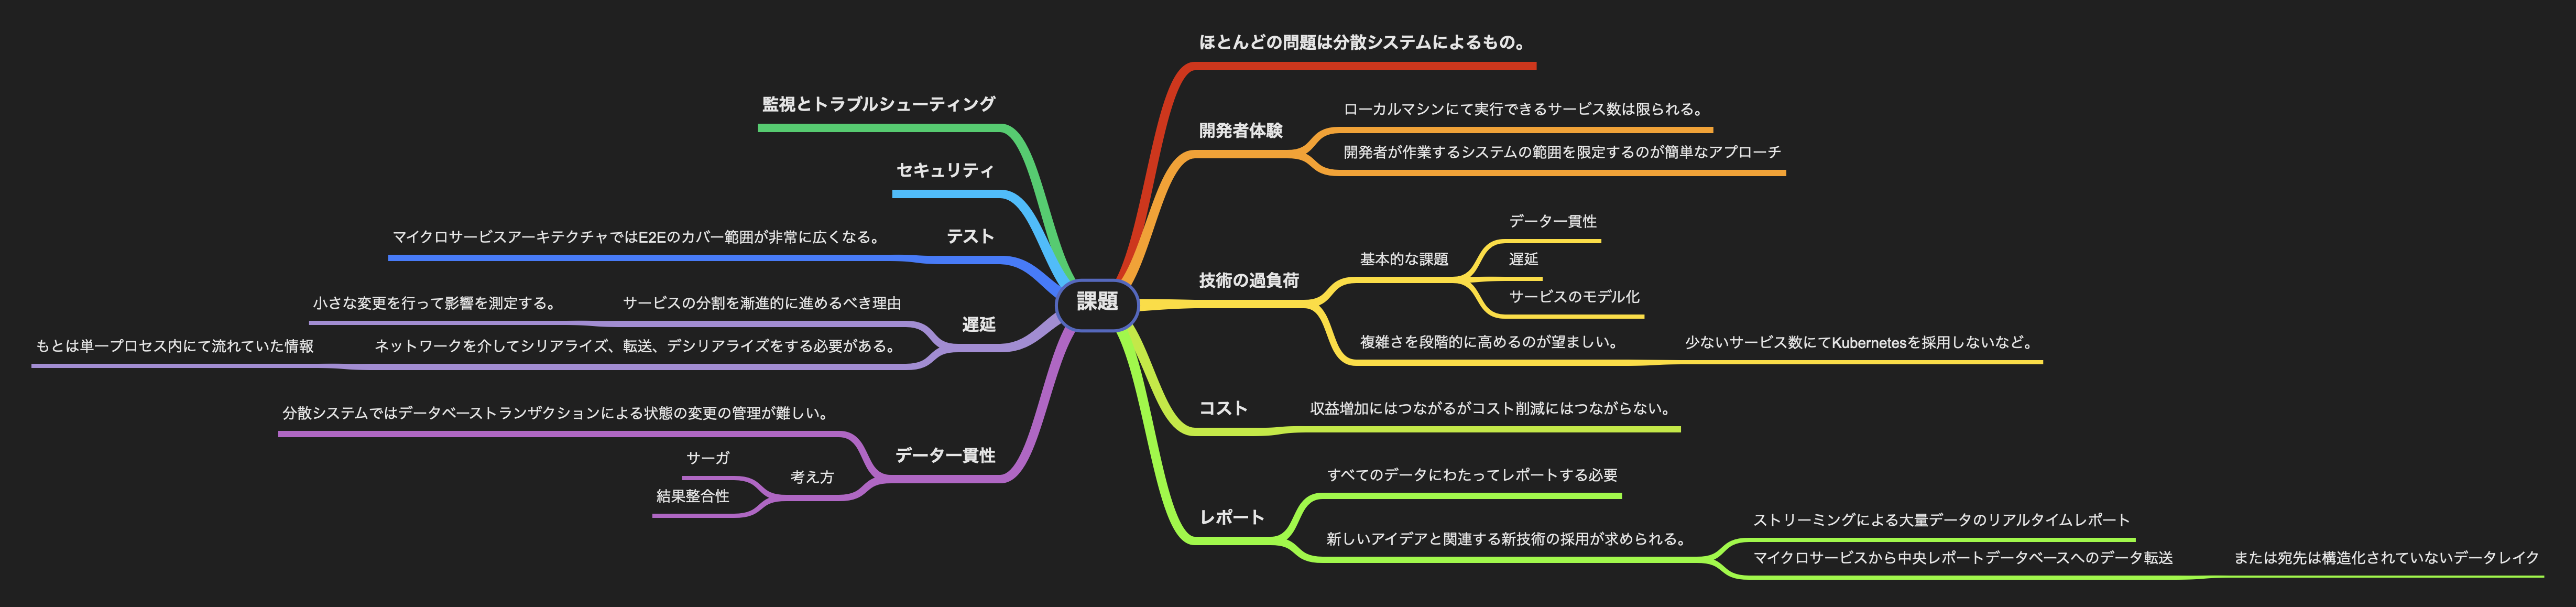 課題
ほとんどの問題は分散システムによるもの。
開発者体験
ローカルマシンにて実行できるサービス数は限られる。
開発者が作業するシステムの範囲を限定するのが簡単なアプローチ
技術の過負荷
基本的な課題
データ一貫性
遅延
サービスのモデル化
複雑さを段階的に高めるのが望ましい。
少ないサービス数にてKubernetesを採用しないなど。
コスト
収益増加にはつながるがコスト削減にはつながらない。
レポート
すべてのデータにわたってレポートする必要
新しいアイデアと関連する新技術の採用が求められる。
ストリーミングによる大量データのリアルタイムレポート
マイクロサービスから中央レポートデータベースへのデータ転送
または宛先は構造化されていないデータレイク
監視とトラブルシューティング
セキュリティ
テスト
マイクロサービスアーキテクチャではE2Eのカバー範囲が非常に広くなる。
遅延
サービスの分割を漸進的に進めるべき理由
小さな変更を行って影響を測定する。
ネットワークを介してシリアライズ、転送、デシリアライズをする必要がある。
もとは単一プロセス内にて流れていた情報
データ一貫性
分散システムではデータベーストランザクションによる状態の変更の管理が難しい。
考え方
サーガ
結果整合性